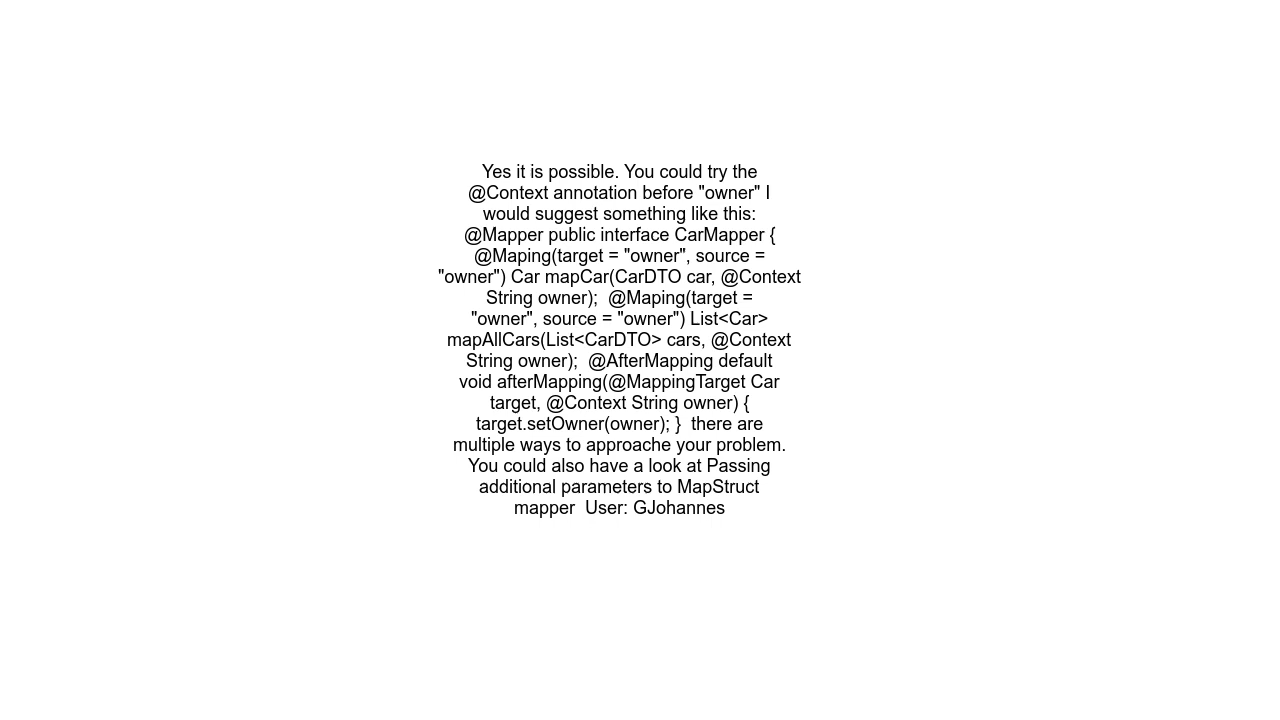 Yes it is possible. You could try the
@Context annotation before "owner" I
would suggest something like this:
@Mapper public interface CarMapper {
@Maping(target = "owner", source =
"owner") Car mapCar(CarDTO car, @Context
String owner);  @Maping(target =
"owner", source = "owner") List<Car>
mapAllCars(List<CarDTO> cars, @Context
String owner);  @AfterMapping default
void afterMapping(@MappingTarget Car
target, @Context String owner) {
target.setOwner(owner); }  there are
multiple ways to approache your problem.
You could also have a look at Passing
additional parameters to MapStruct
mapper  User: GJohannes